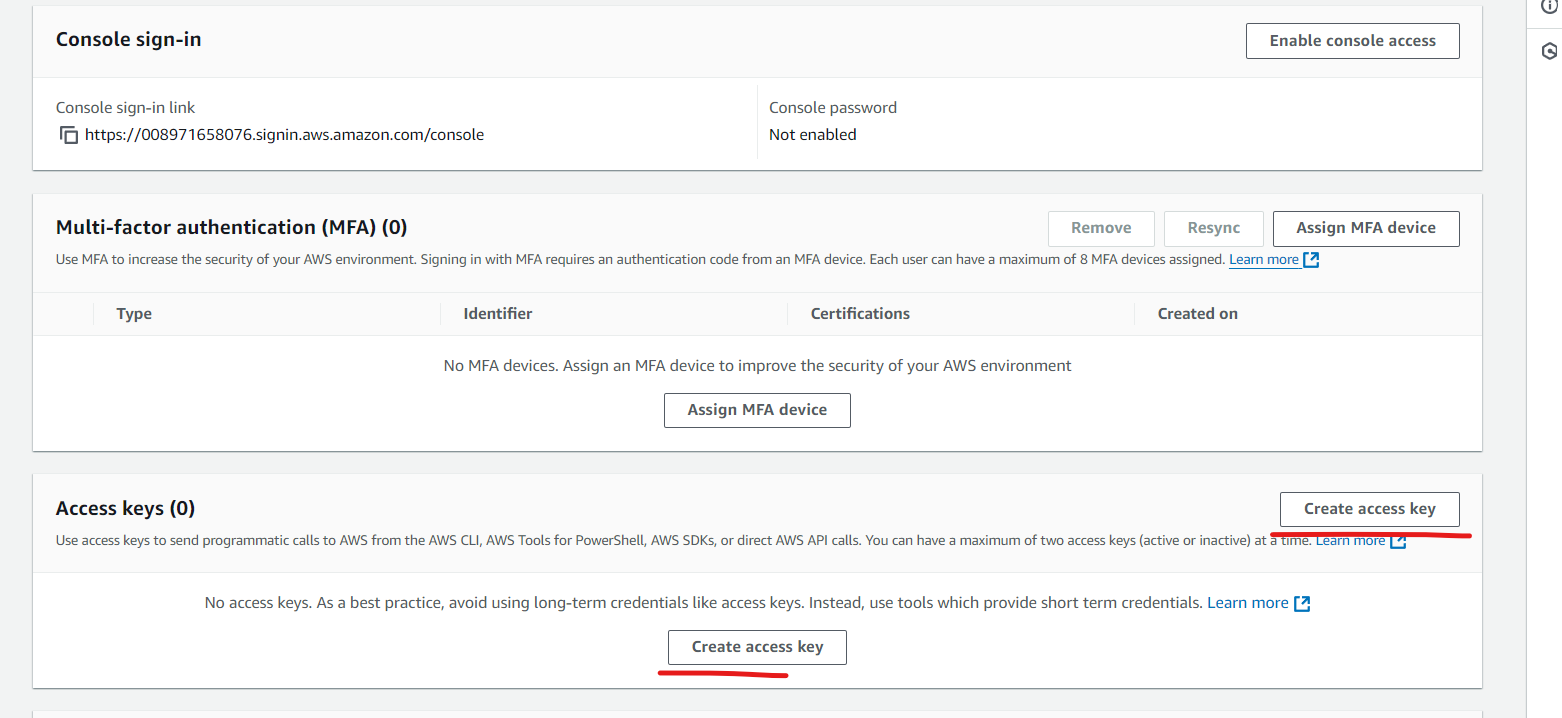 Console sign-in
Enable console access
Console sign-in link
https://008971658076.signin.aws.amazon.com/console
Console password
Not enabled
Multi-factor authentication (MFA) (0)
Remove
Resync
Assign MFA device
Use MFA to increase the security of your AWS environment. Signing in with MFA requires an authentication code from an MFA device. Each user can have a maximum of 8 MFA devices assigned. Learn more
Type
Identifier
Certifications
Created on
No MFA devices. Assign an MFA device to improve the security of your AWS environment
Assign MFA device
Access keys (0)
Create access key
Use access keys to send programmatic calls to AWS from the AWS CLI, AWS Tools for PowerShell, AWS SDKs, or direct AWS API calls. You can have a maximum of two access keys (active or inactive) at a time. Learn more
No access keys. As a best practice, avoid using long-term credentials like access keys. Instead, use tools which provide short term credentials. Learn more
Create access key